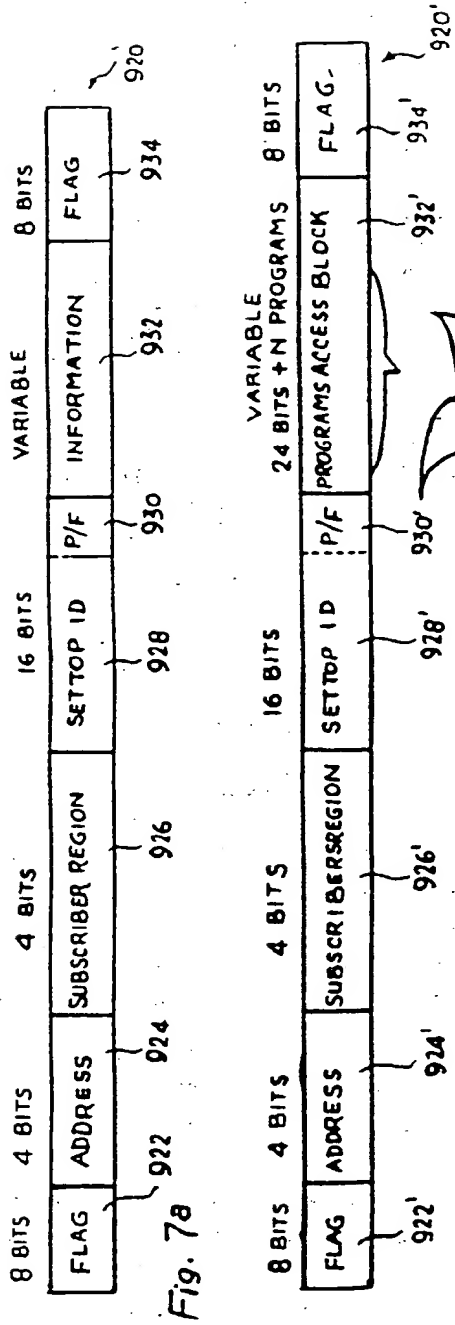 8 BITS 4 BITS 4 BITS 16 BITS VARIABLE 8 BITS
FLAG ADDRESS SUBSCRIBER REGION SETTOP ID P/F INFORMATION FLAG
922 924 926 928 930 932 934 920
Fig. 7a
VARIABLE
8 BITS 4 BITS 4 BITS 16 BITS 24 BITS + N PROGRAMS 8 BITS
FLAG ADDRESS SUBSCRIBERSREGION SETTOP ID P/F PROGRAMS ACCESS BLOCK FLAG
922' 924' 926' 928' 930' 932' 934' 920'